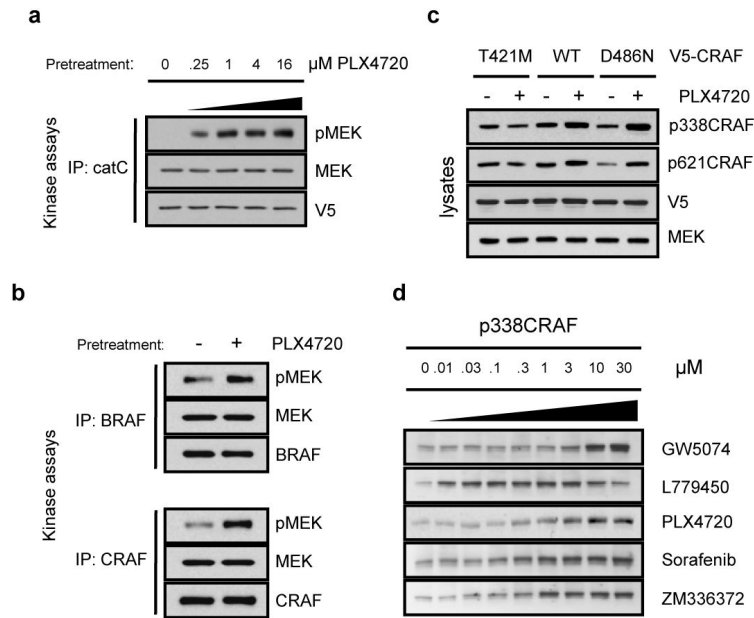 a
Pretreatment: 0 .25 1 4 16 µM PLX4720
Kinase assays
IP: catC
pMEK
MEK
V5
b
Pretreatment: - + PLX4720
Kinase assays
IP: BRAF
pMEK
MEK
BRAF
IP: CRAF
pMEK
MEK
CRAF
c
T421M WT D486N V5-CRAF
- + - + - + PLX4720
lysates
p338CRAF
p621CRAF
V5
MEK
d
p338CRAF
0 .01 .03 .1 .3 1 3 10 30 µM
GW5074
L779450
PLX4720
Sorafenib
ZM336372